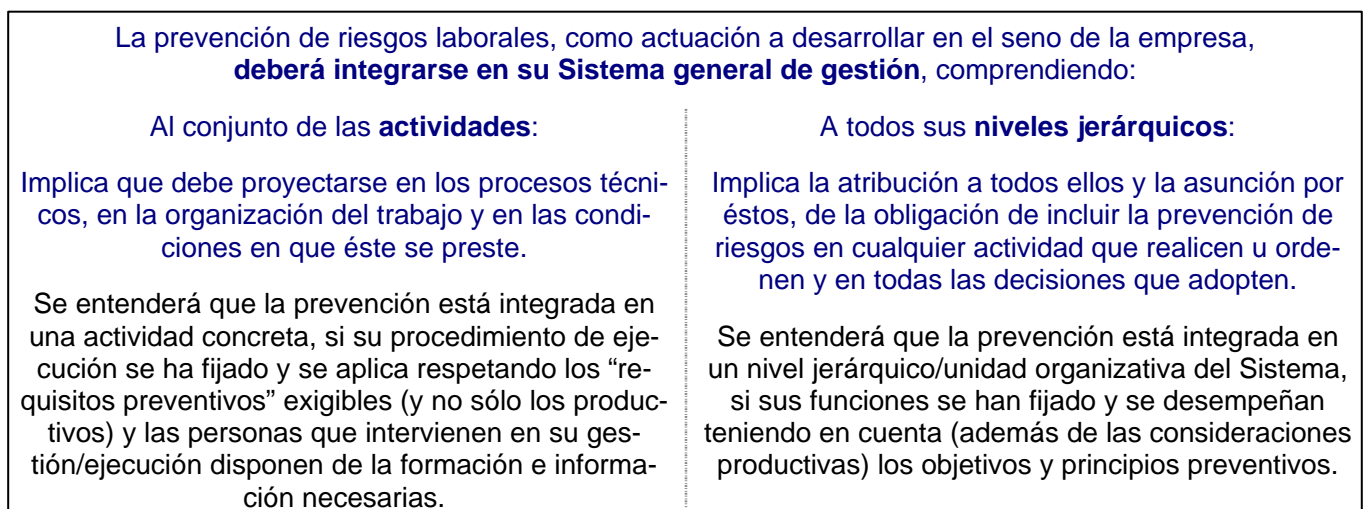 La prevención de riesgos laborales, como actuación a desarrollar en el seno de la empresa,
deberá integrarse en su Sistema general de gestión, comprendiendo:
Al conjunto de las actividades:
Implica que debe proyectarse en los procesos técni-
cos, en la organización del trabajo y en las condi-
ciones en que éste se preste.
Se entenderá que la prevención está integrada en
una actividad concreta, si su procedimiento de eje-
cución se ha fijado y se aplica respetando los “re-
quisitos preventivos” exigibles (y no sólo los produc-
tivos) y las personas que intervienen en su ges-
tión/ejecución disponen de la formación e informa-
ción necesarias.
A todos sus niveles jerárquicos:
Implica la atribución a todos ellos y la asunción por
éstos, de la obligación de incluir la prevención de
riesgos en cualquier actividad que realicen u orde-
nen y en todas las decisiones que adopten.
Se entenderá que la prevención está integrada en
un nivel jerárquico/unidad organizativa del Sistema,
si sus funciones se han fijado y se desempeñan
teniendo en cuenta (además de las consideraciones
productivas) los objetivos y principios preventivos.